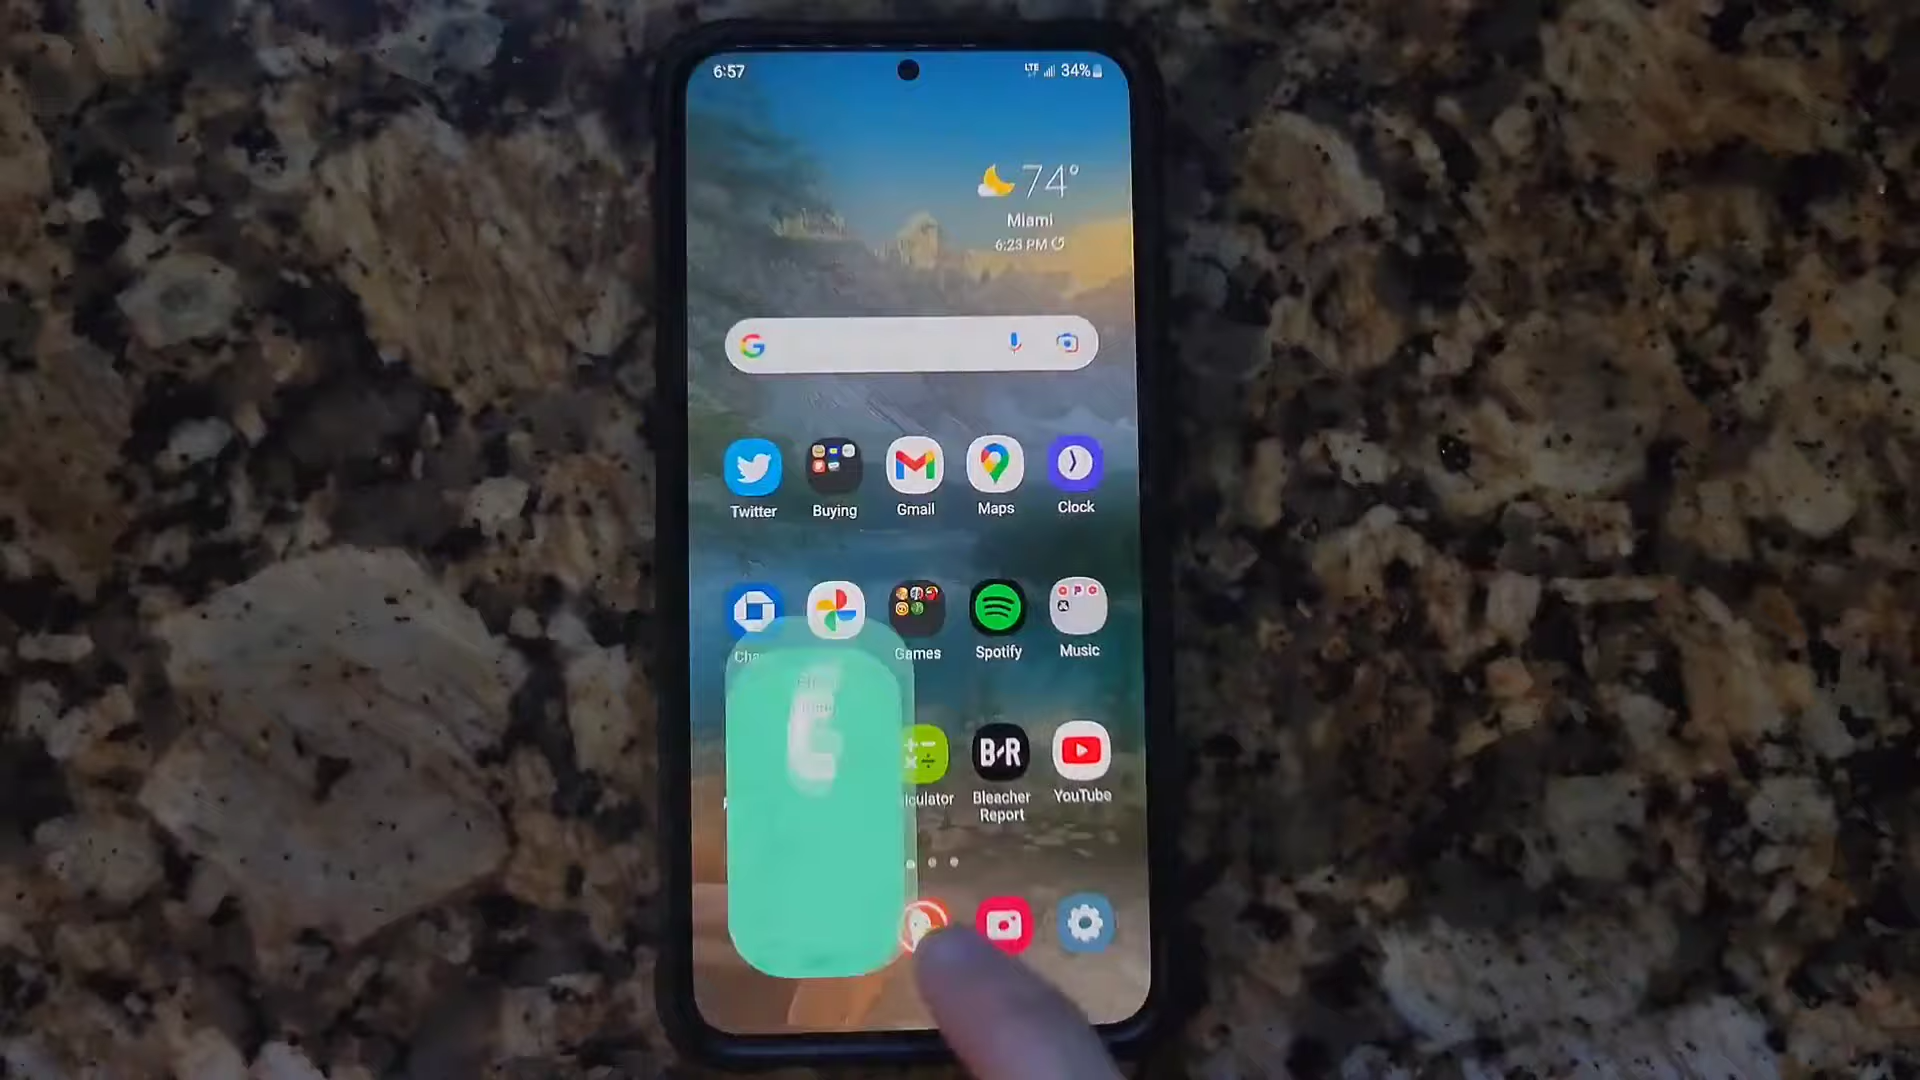 6:57
LTE 34%
74°
Miami
6:23 PM
Twitter
Buying
Gmail
Maps
Clock
Games
Spotify
Music
B·R
Bleacher
Report
YouTube